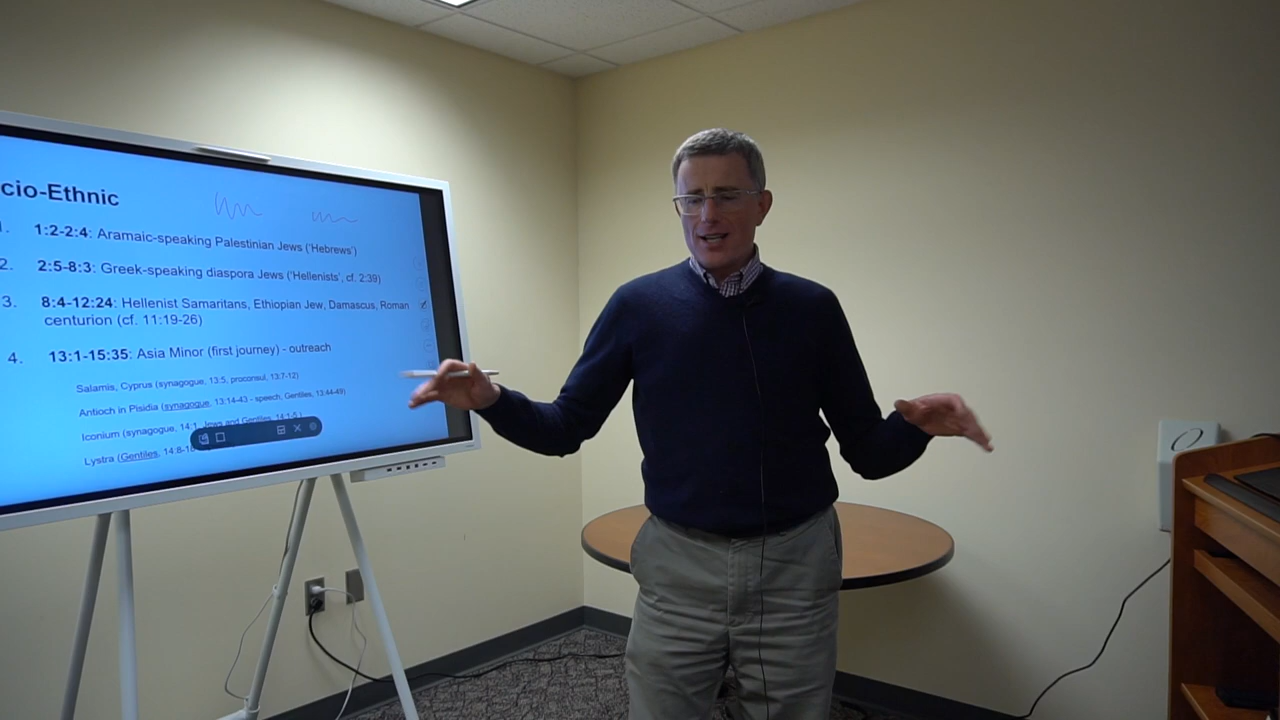 cio-Ethnic
1. 1:2-2:4: Aramaic-speaking Palestinian Jews ('Hebrews')
2. 2:5-8:3: Greek-speaking diaspora Jews ('Hellenists', cf. 2:39)
3. 8:4-12:24: Hellenist Samaritans, Ethiopian Jew, Damascus, Roman
centurion (cf. 11:19-26)
4. 13:1-15:35: Asia Minor (first journey) - outreach
Salamis, Cyprus (synagogue, 13:5, proconsul, 13:7-12)
Antioch in Pisidia (synagogue, 13:14-43 - speech, Gentiles, 13:44-49)
Iconium (synagogue, 14:1, Jews and Gentiles, 14:1-5)
Lystra (Gentiles, 14:8-